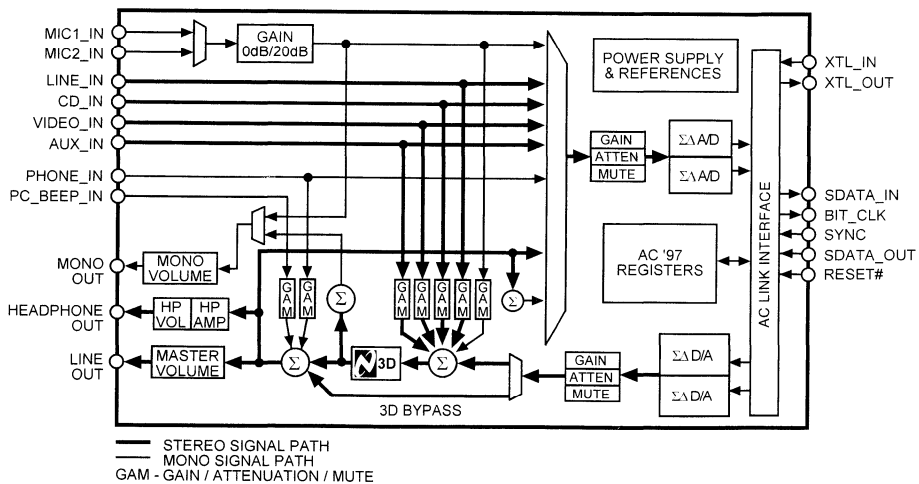 MIC1_IN
MIC2_IN
LINE_IN
CD_IN
VIDEO_IN
AUX_IN
PHONE_IN
PC_BEEP_IN
MONO
OUT
HEADPHONE
OUT
LINE
OUT
GAIN
0dB/20dB
MONO
VOLUME
HP
VOL
HP
AMP
MASTER
VOLUME
GAM
GAM
Σ
GAM
GAM
GAM
GAM
GAM
Σ
Σ
3D
Σ
3D BYPASS
POWER SUPPLY
& REFERENCES
GAIN
ATTEN
MUTE
ΣΔ A/D
ΣΔ A/D
AC '97
REGISTERS
GAIN
ATTEN
MUTE
ΣΔ D/A
ΣΔ D/A
AC LINK INTERFACE
XTL_IN
XTL_OUT
SDATA_IN
BIT_CLK
SYNC
SDATA_OUT
RESET#
STEREO SIGNAL PATH
MONO SIGNAL PATH
GAM - GAIN / ATTENUATION / MUTE